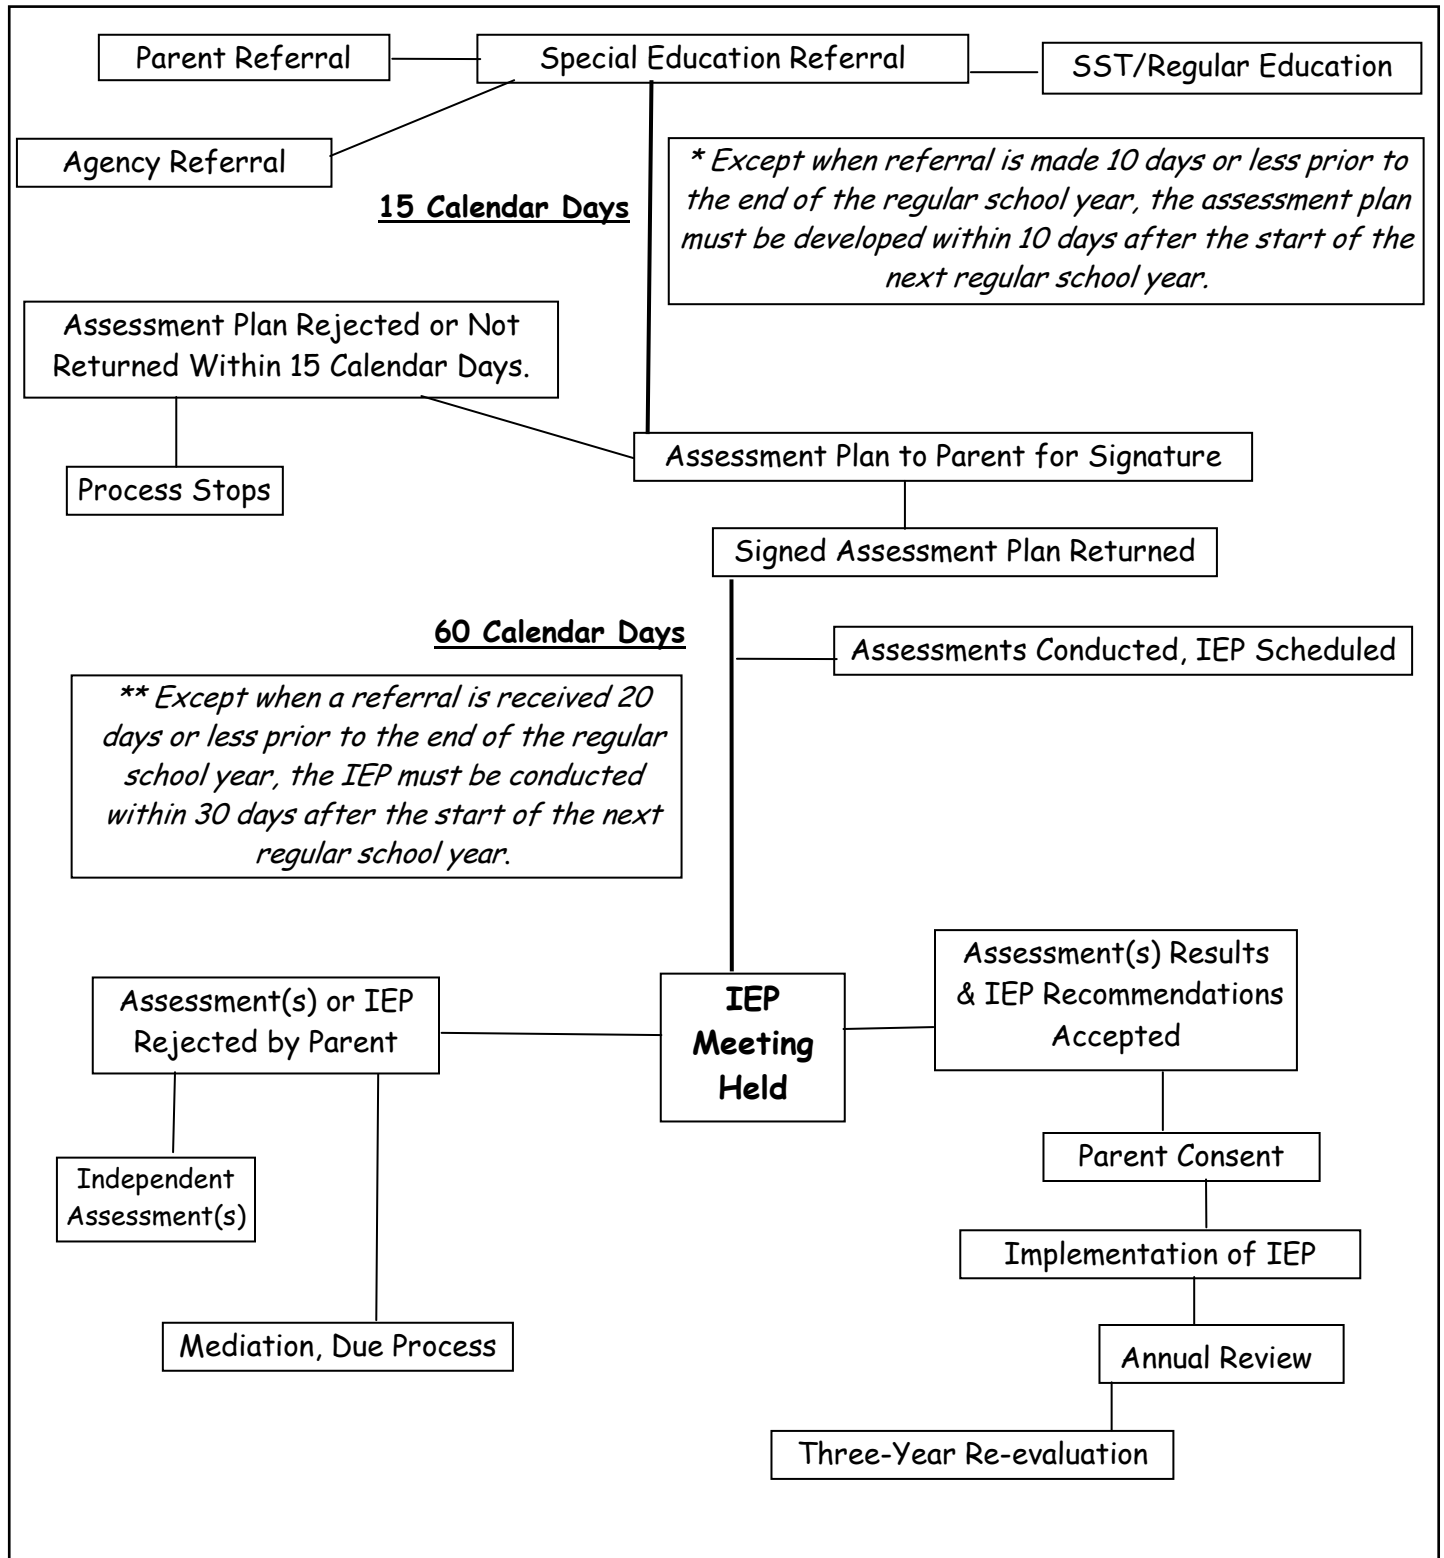 Parent Referral
Special Education Referral
SST/Regular Education
Agency Referral
15 Calendar Days
* Except when referral is made 10 days or less prior to
the end of the regular school year, the assessment plan
must be developed within 10 days after the start of the
next regular school year.
Assessment Plan Rejected or Not
Returned Within 15 Calendar Days.
Process Stops
Assessment Plan to Parent for Signature
Signed Assessment Plan Returned
60 Calendar Days
Assessments Conducted, IEP Scheduled
** Except when a referral is received 20
days or less prior to the end of the regular
school year, the IEP must be conducted
within 30 days after the start of the next
regular school year.
Assessment(s) or IEP
Rejected by Parent
IEP
Meeting
Held
Assessment(s) Results
& IEP Recommendations
Accepted
Independent
Assessment(s)
Mediation, Due Process
Parent Consent
Implementation of IEP
Annual Review
Three-Year Re-evaluation